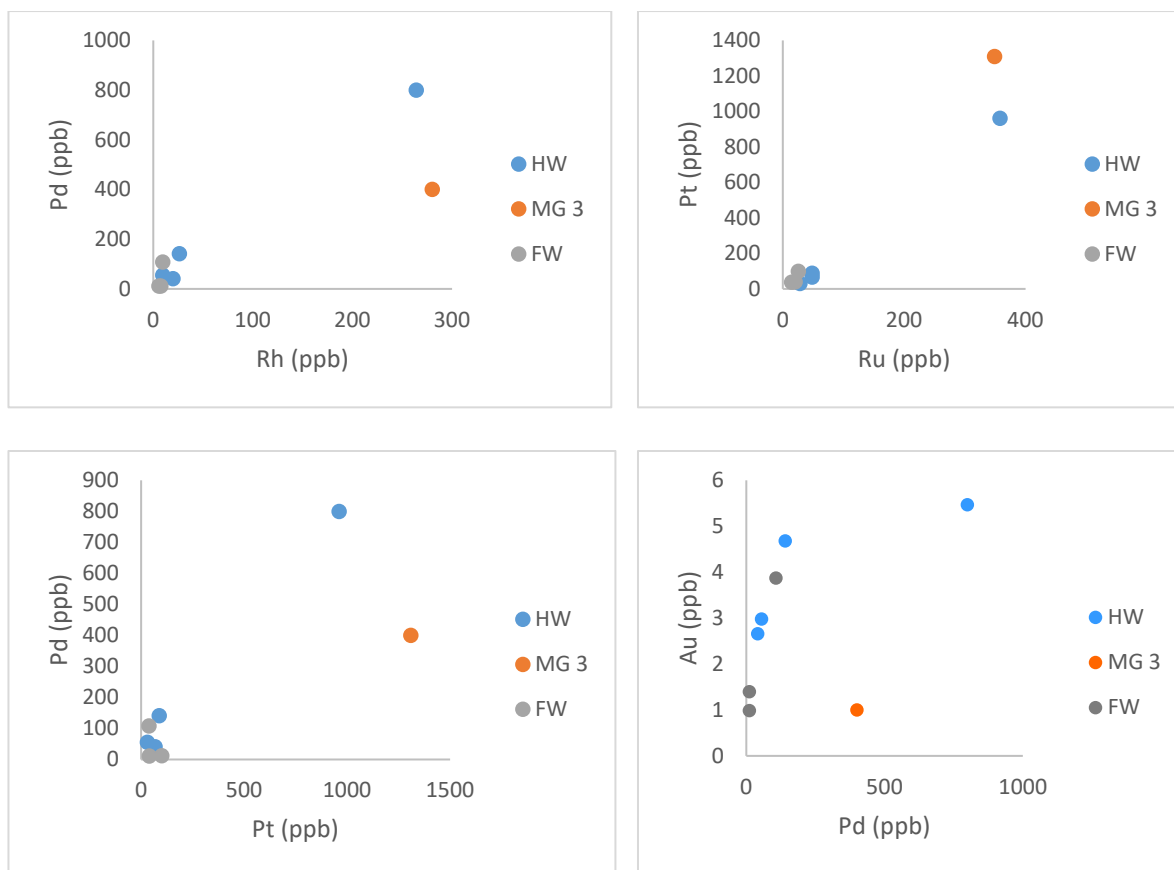 1000
800
600
400
200
0
Pd (ppb)
0 100 200 300
Rh (ppb)
HW
MG 3
FW
1400
1200
1000
800
600
400
200
0
Pt (ppb)
0 200 400
Ru (ppb)
HW
MG 3
FW
900
800
700
600
500
400
300
200
100
0
Pd (ppb)
0 500 1000 1500
Pt (ppb)
HW
MG 3
FW
6
5
4
3
2
1
0
Au (ppb)
0 500 1000
Pd (ppb)
HW
MG 3
FW